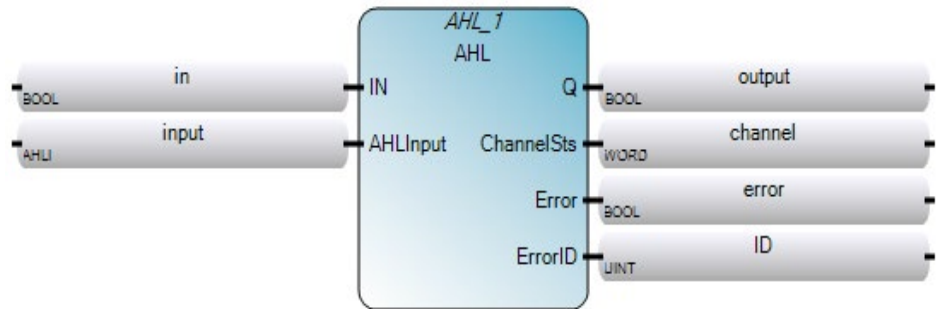 AHL_1
AHL
in
BOOL
IN
Q
output
BOOL
input
AHLI
AHLInput
ChannelSts
channel
WORD
Error
error
BOOL
ErrorID
ID
UINT